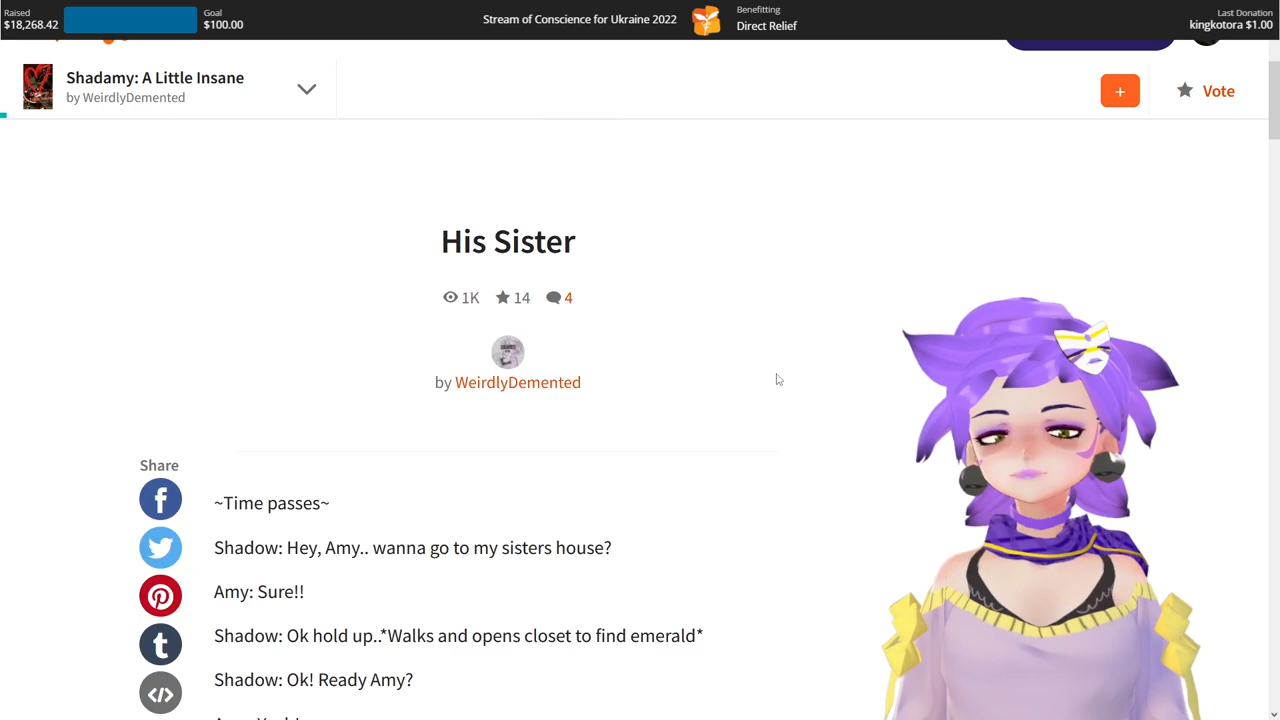 Raised
$18,268.42
Goal
$100.00
Stream of Conscience for Ukraine 2022
Benefitting
Direct Relief
Last Donation
kingkotora $1.00
Shadamy: A Little Insane
by WeirdlyDemented
+
Vote
His Sister
1K
14
4
by WeirdlyDemented
Share
~Time passes~
Shadow: Hey, Amy.. wanna go to my sisters house?
Amy: Sure!!
Shadow: Ok hold up..*Walks and opens closet to find emerald*
Shadow: Ok! Ready Amy?